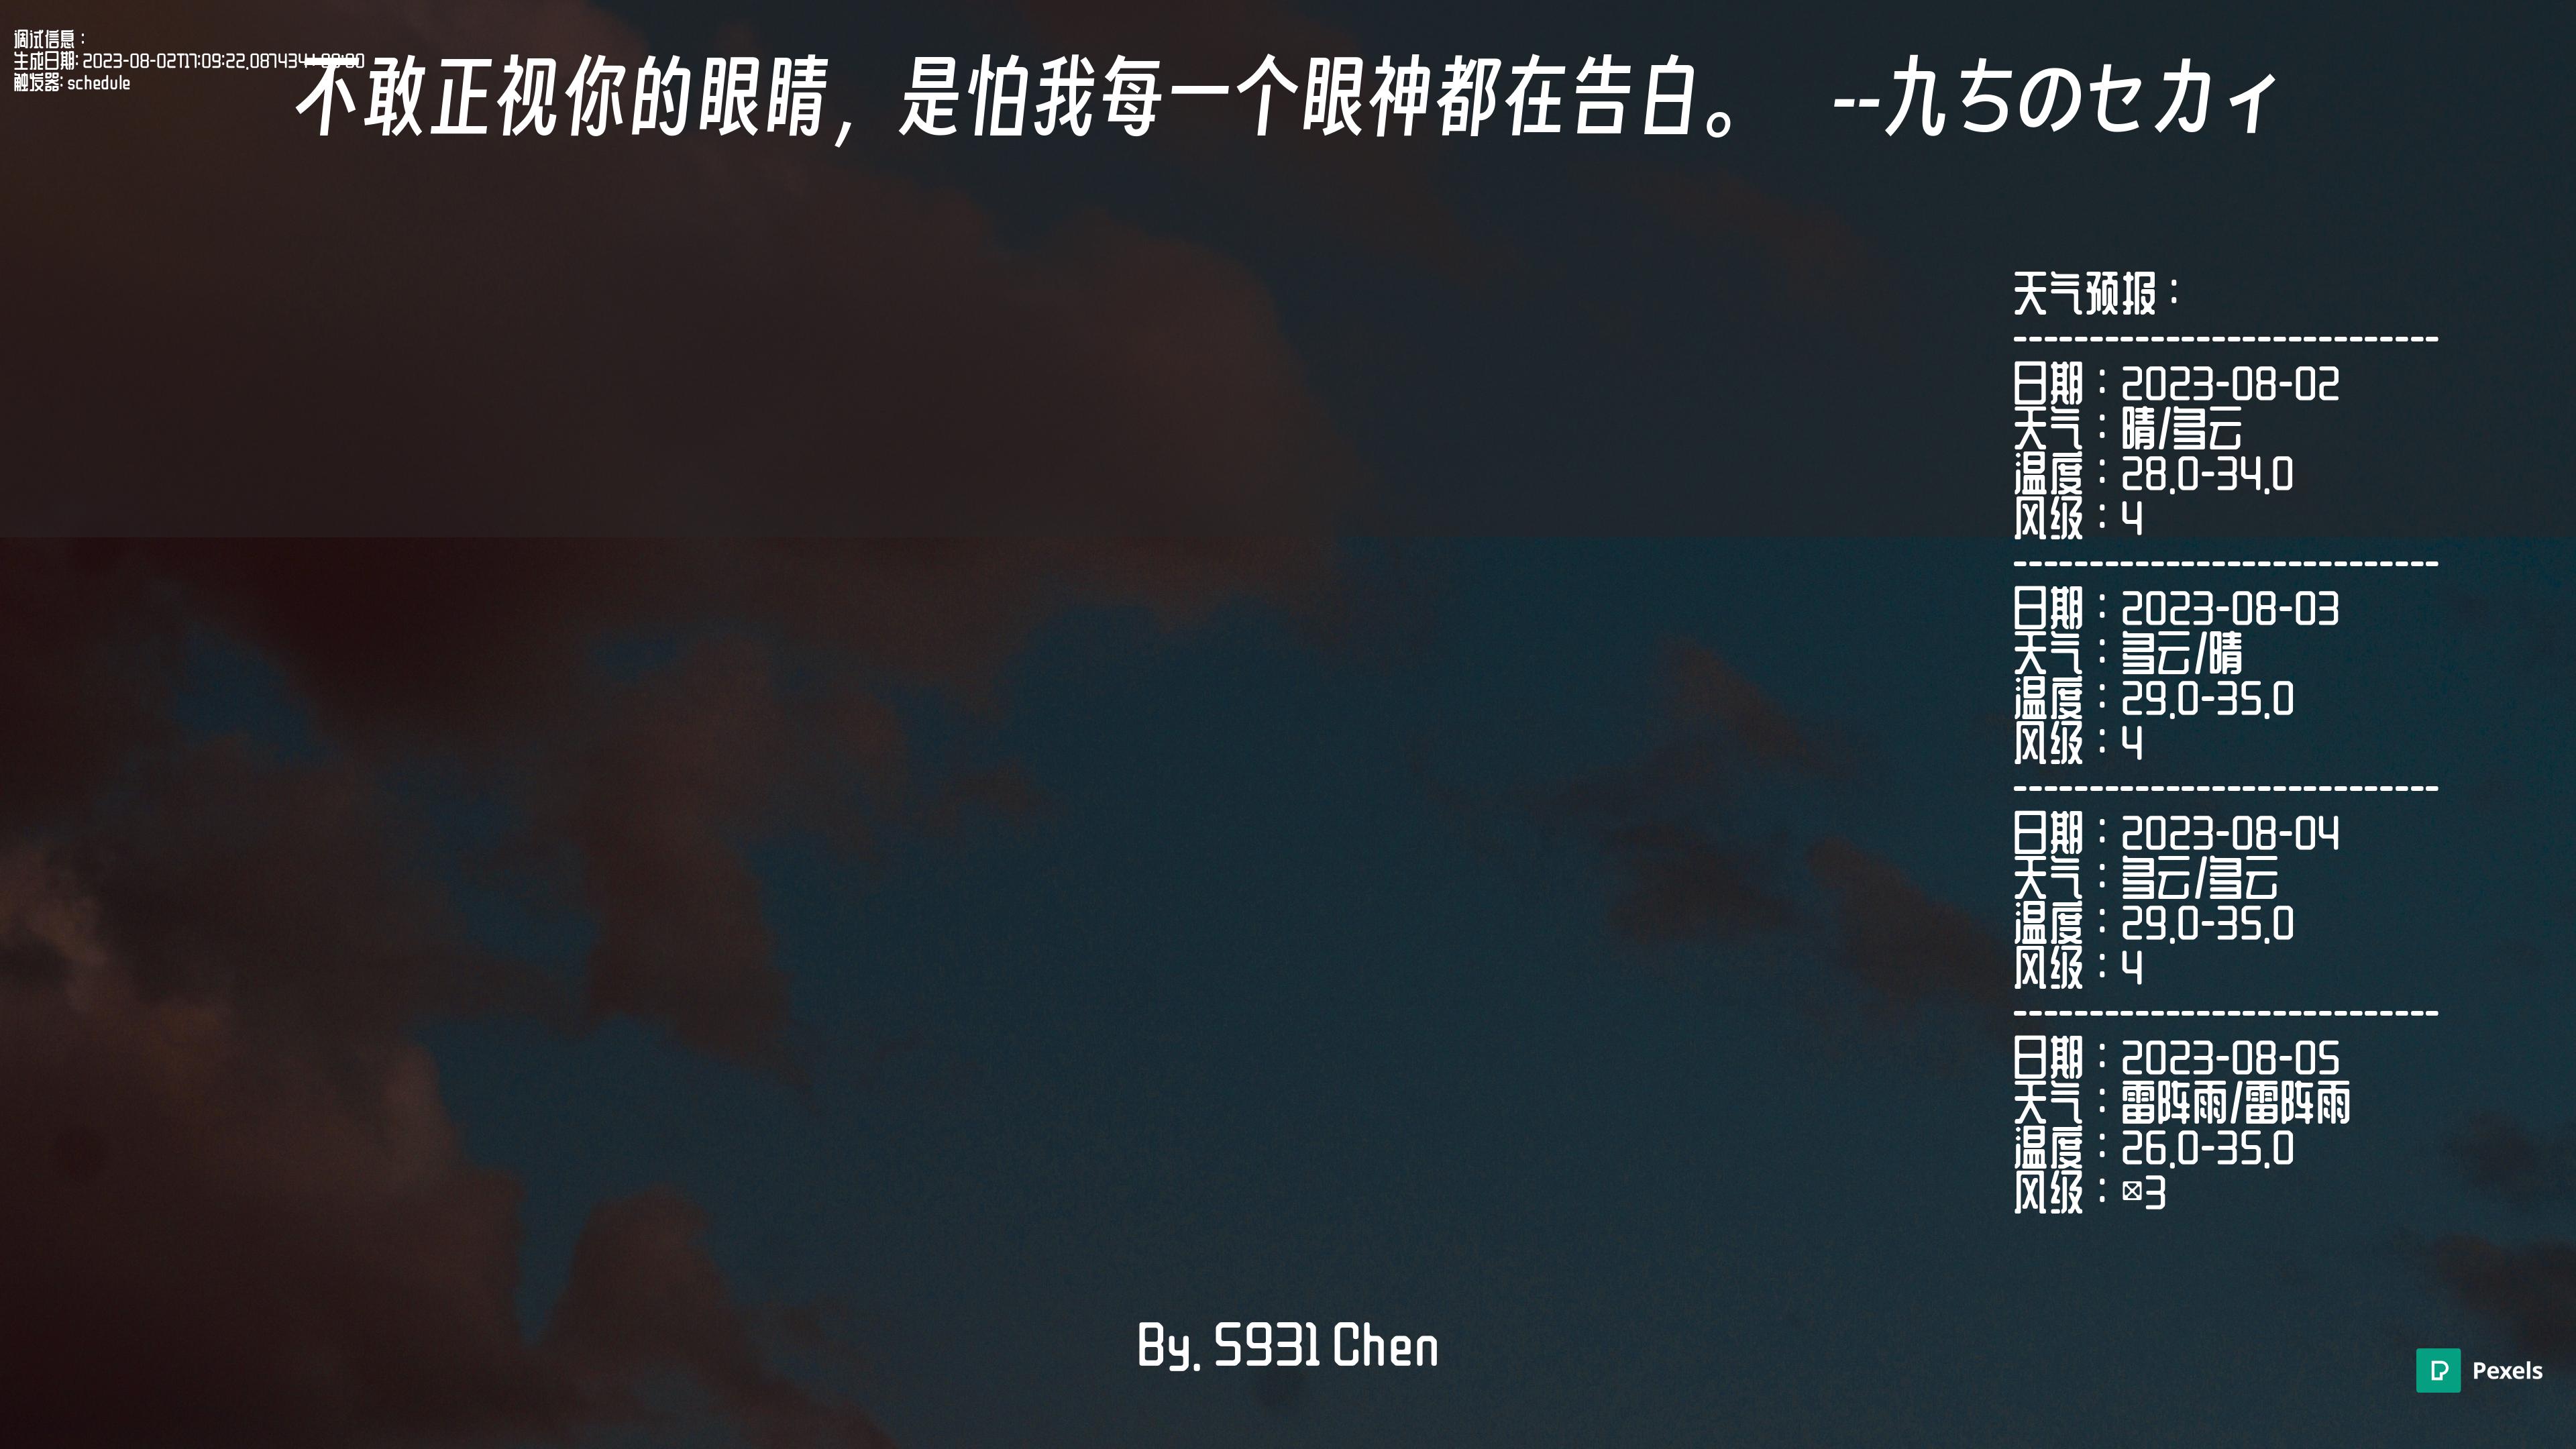 调试信息：
生成日期: 2023-08-02T17:09:22.087434+00:00
触发器: schedule
不敢正视你的眼睛，是怕我每一个眼神都在告白。 --九ちのセカィ
天气预报：
----------------------------
日期：2023-08-02
天气：晴/多云
温度：28.0-34.0
风级：4
----------------------------
日期：2023-08-03
天气：多云/晴
温度：29.0-35.0
风级：4
----------------------------
日期：2023-08-04
天气：多云/多云
温度：29.0-35.0
风级：4
----------------------------
日期：2023-08-05
天气：雷阵雨/雷阵雨
温度：26.0-35.0
风级：☒3
By. S931 Chen
Pexels